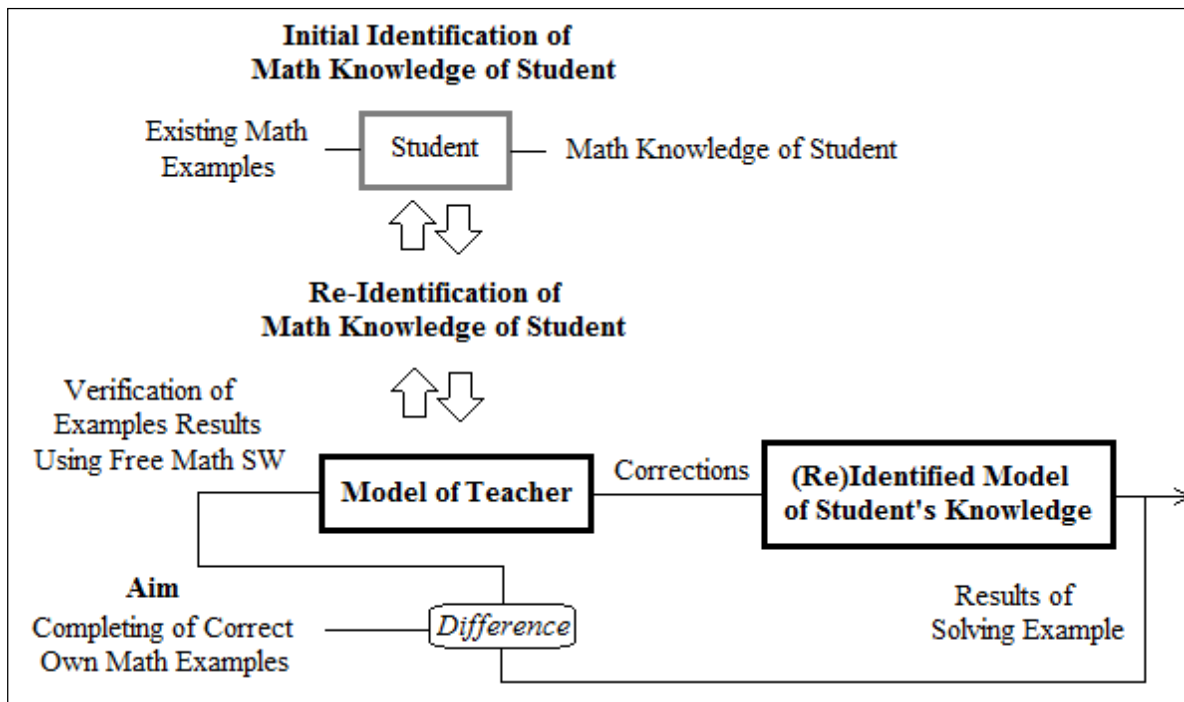 Initial Identification of
Math Knowledge of Student
Existing Math
Examples
Student
Math Knowledge of Student
Re-Identification of
Math Knowledge of Student
Verification of
Examples Results
Using Free Math SW
Model of Teacher
Corrections
(Re)Identified Model
of Student's Knowledge
Aim
Completing of Correct
Own Math Examples
Difference
Results of
Solving Example